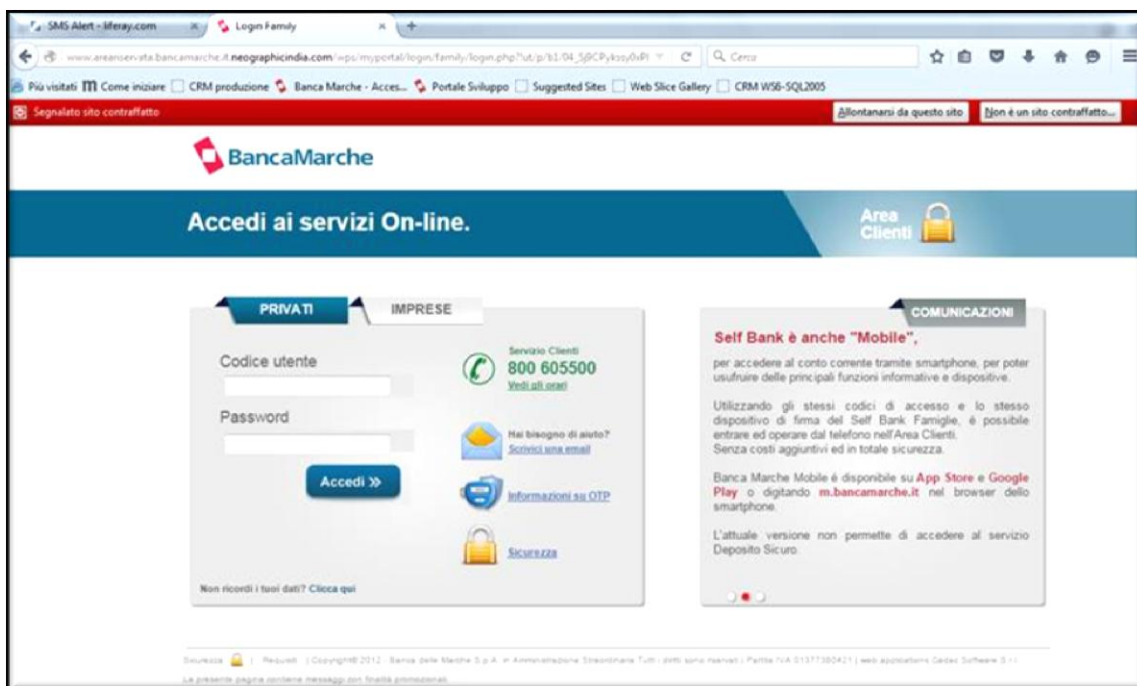 SMS Alert - liferay.com
Login Family
www.areariservata.bancamarche.it.neographicindia.com/wps/myportal/login/family/login.php?ut/p/b1/04_
Cerca
Più visitati Come iniziare CRM produzione Banca Marche - Acces... Portale Sviluppo Suggested Sites Web Slice Gallery CRM WS6-SQL2005
Segnalato sito contraffatto
Allontanarsi da questo sito
Non è un sito contraffatto...
BancaMarche
Accedi ai servizi On-line.
Area
Clienti
PRIVATI
IMPRESE
Codice utente
Password
Accedi »
Non ricordi i tuoi dati? Clicca qui
Servizio Clienti
800 605500
Vedi gli orari
Hai bisogno di aiuto?
Scrivici una email
Informazioni su OTP
Sicurezza
COMUNICAZIONI
Self Bank è anche "Mobile",
per accedere al conto corrente tramite smartphone, per poter
usufruire delle principali funzioni informative e dispositive.
Utilizzando gli stessi codici di accesso e lo stesso
dispositivo di firma del Self Bank Famiglie, é possibile
entrare ed operare dal telefono nell'Area Clienti.
Senza costi aggiuntivi ed in totale sicurezza.
Banca Marche Mobile é disponibile su App Store e Google
Play o digitando m.bancamarche.it nel browser dello
smartphone.
L'attuale versione non permette di accedere al servizio
Deposito Sicuro.
Sicurezza | Requisiti | Copyright© 2012 - Banca delle Marche S.p.A. in Amministrazione Straordinaria Tutti i diritti sono riservati | Partita IVA 01377380421 | web applications Cedac Software S.r.l.
La presente pagina contiene messaggi con finalità promozionali.